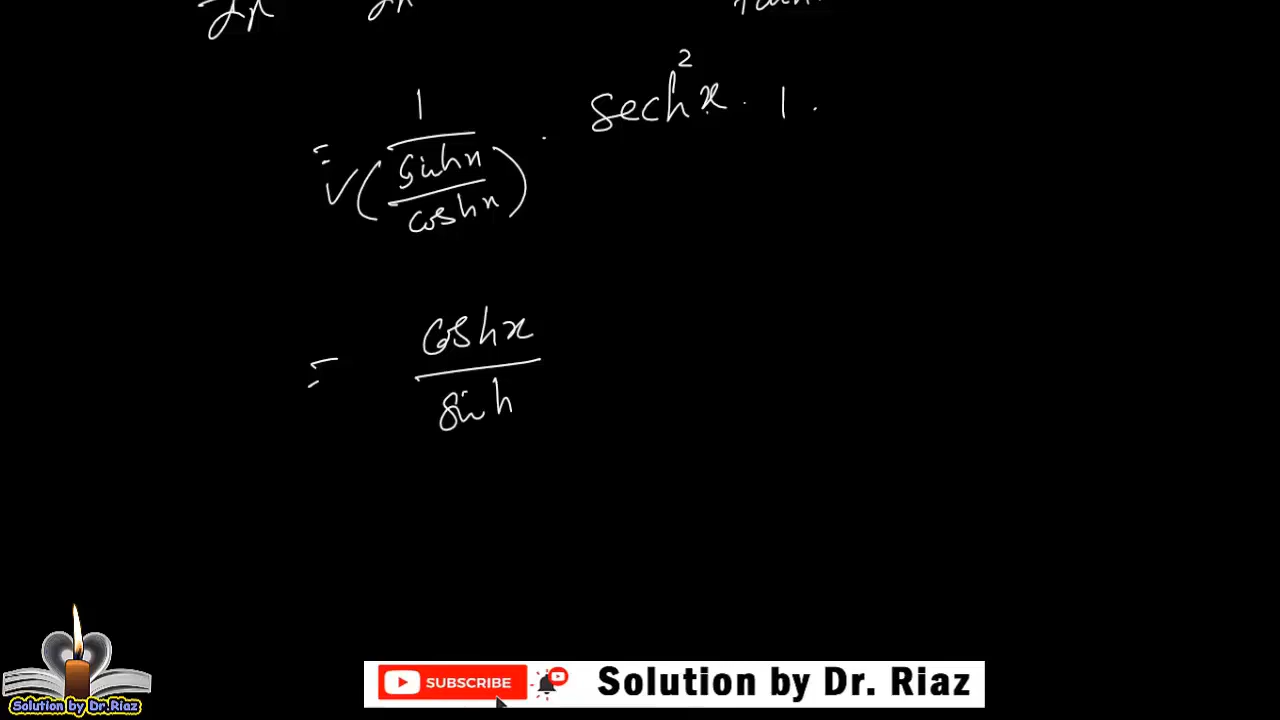 1
= ——— . sech²x . 1 .
✓( sinhx / coshx )
= coshx / sinh
SUBSCRIBE Solution by Dr. Riaz
Solution by Dr.Riaz